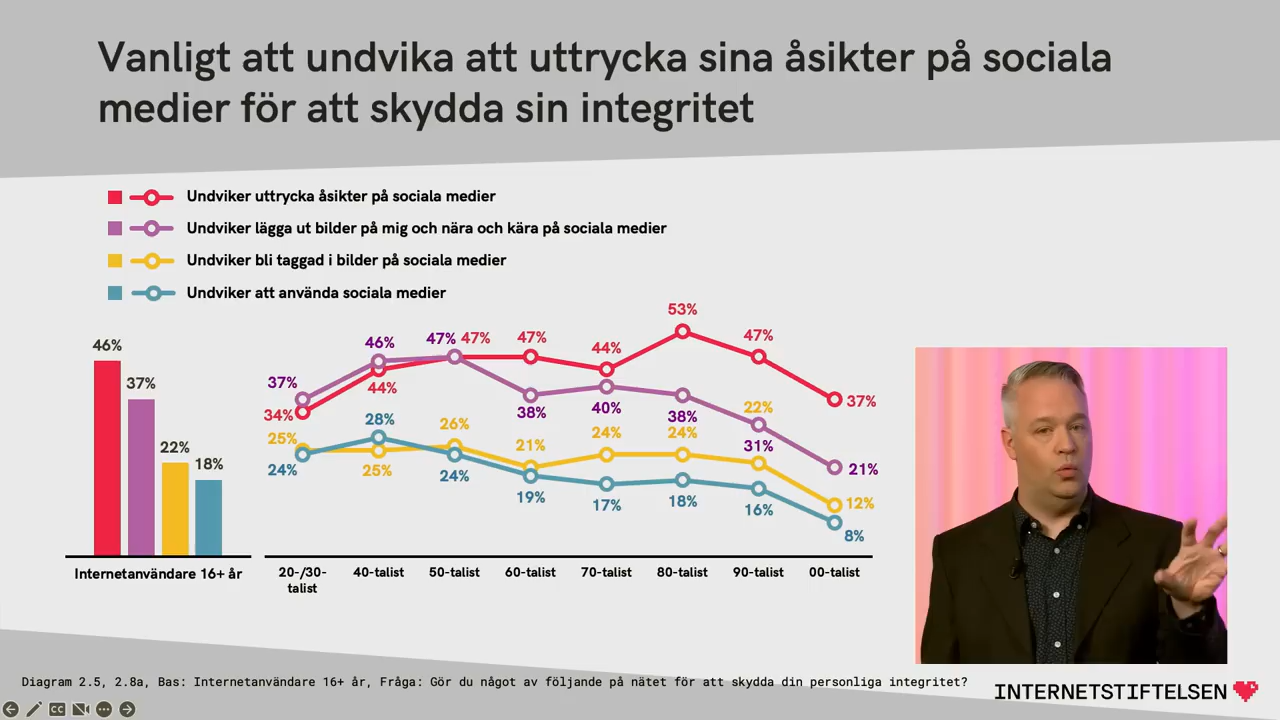 Vanligt att undvika att uttrycka sina åsikter på sociala
medier för att skydda sin integritet
Undviker uttrycka åsikter på sociala medier
Undviker lägga ut bilder på mig och nära och kära på sociala medier
Undviker bli taggad i bilder på sociala medier
Undviker att använda sociala medier
46%
37%
22%
18%
Internetanvändare 16+ år
37%
46%
47%
47%
47%
44%
53%
47%
37%
34%
44%
38%
40%
38%
31%
21%
25%
28%
26%
21%
24%
24%
22%
12%
24%
25%
24%
19%
17%
18%
16%
8%
20-/30-
talist
40-talist
50-talist
60-talist
70-talist
80-talist
90-talist
00-talist
Diagram 2.5, 2.8a, Bas: Internetanvändare 16+ år, Fråga: Gör du något av följande på nätet för att skydda din personliga integritet?
INTERNETSTIFTELSEN
CC